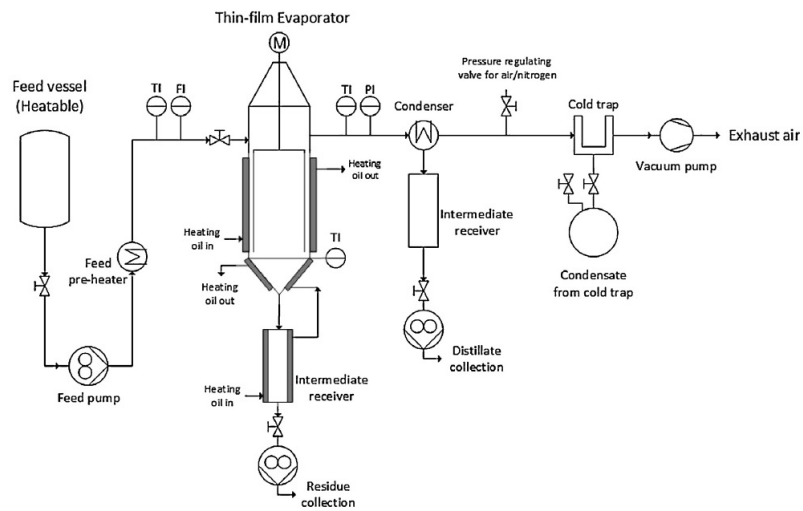 Thin-film Evaporator
M
Feed vessel
(Heatable)
TI
FI
TI
PI
Condenser
Pressure regulating
valve for air/nitrogen
Cold trap
Exhaust air
Vacuum pump
Heating
oil out
Heating
oil in
TI
Feed
pre-heater
Heating
oil out
Intermediate
receiver
Condensate
from cold trap
Distillate
collection
Feed pump
Heating
oil in
Intermediate
receiver
Residue
collection